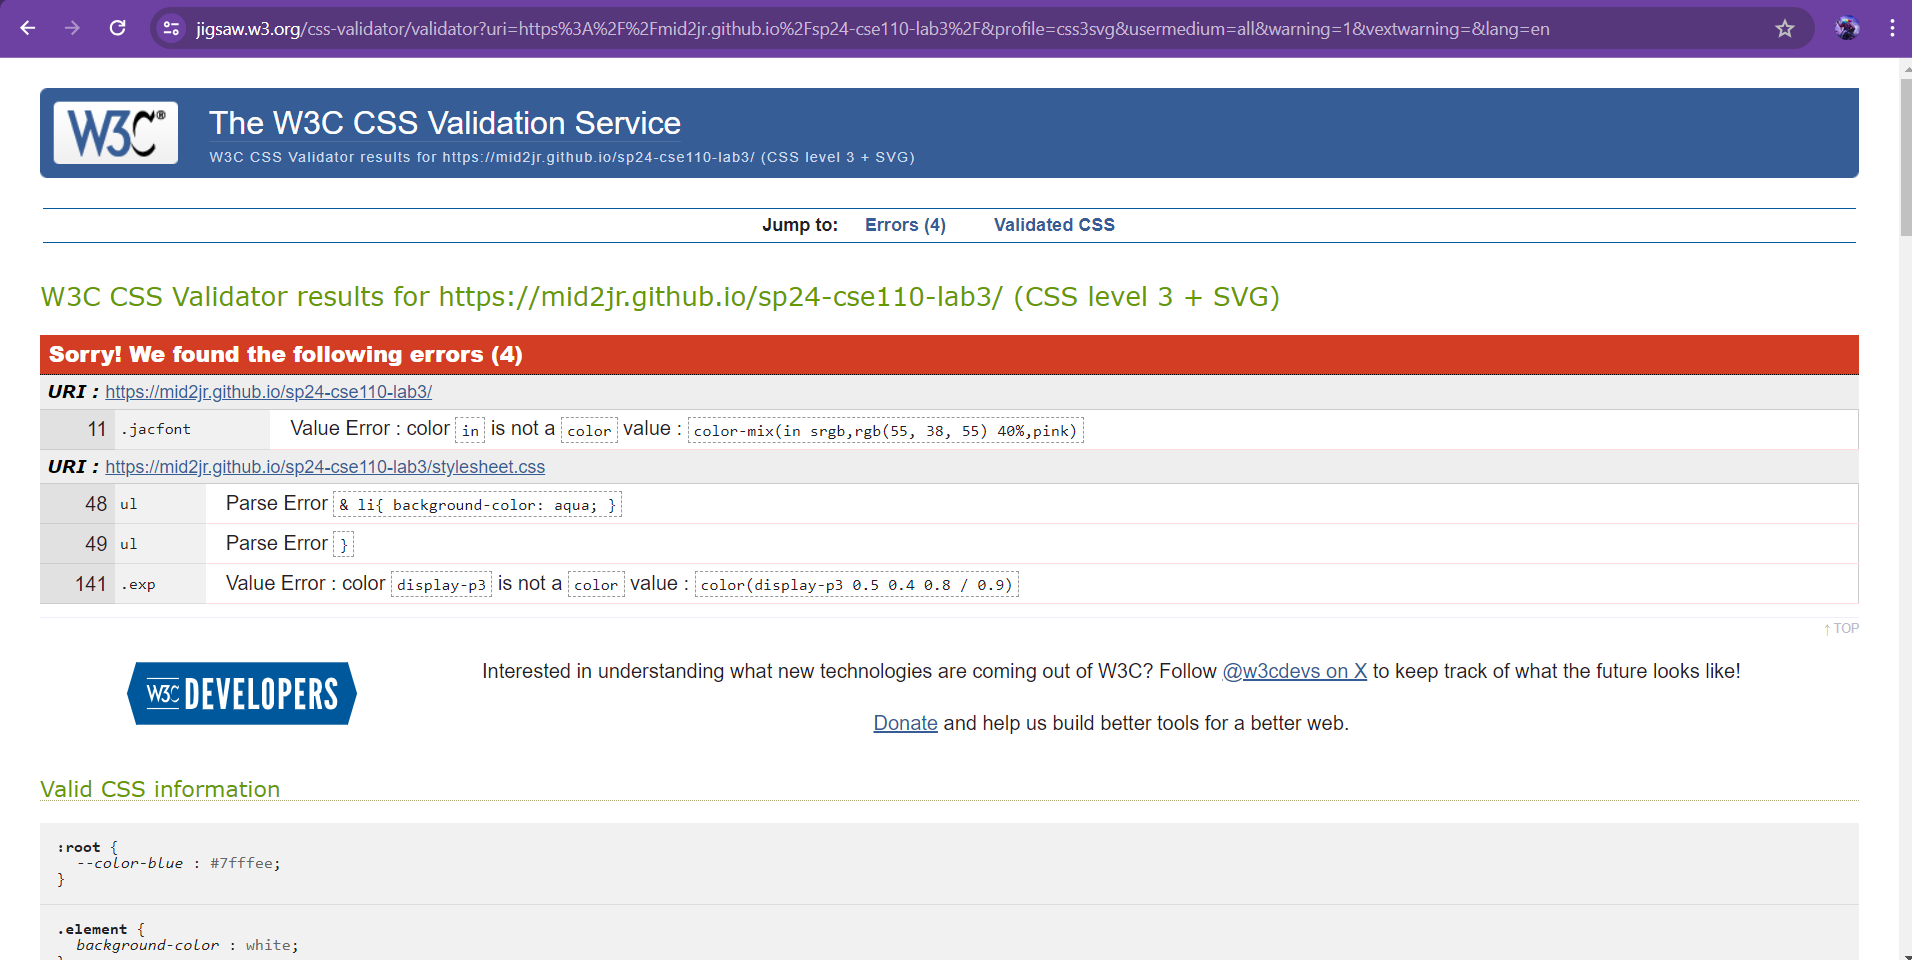 jigsaw.w3.org/css-validator/validator?uri=https%3A%2F%2Fmid2jr.github.io%2Fsp24-cse110-lab3%2F&profile=css3svg&usermedium=all&warning=1&vextwarning=&lang=en
W3C®
The W3C CSS Validation Service
W3C CSS Validator results for https://mid2jr.github.io/sp24-cse110-lab3/ (CSS level 3 + SVG)
Jump to: Errors (4) Validated CSS
W3C CSS Validator results for https://mid2jr.github.io/sp24-cse110-lab3/ (CSS level 3 + SVG)
Sorry! We found the following errors (4)
URI : https://mid2jr.github.io/sp24-cse110-lab3/
11 .jacfont Value Error : color in is not a color value : color-mix(in srgb,rgb(55, 38, 55) 40%,pink)
URI : https://mid2jr.github.io/sp24-cse110-lab3/stylesheet.css
48 ul Parse Error & li{ background-color: aqua; }
49 ul Parse Error }
141 .exp Value Error : color display-p3 is not a color value : color(display-p3 0.5 0.4 0.8 / 0.9)
↑ TOP
W3C DEVELOPERS
Interested in understanding what new technologies are coming out of W3C? Follow @w3cdevs on X to keep track of what the future looks like!
Donate and help us build better tools for a better web.
Valid CSS information
:root {
--color-blue : #7fffee;
}
.element {
background-color : white;
}